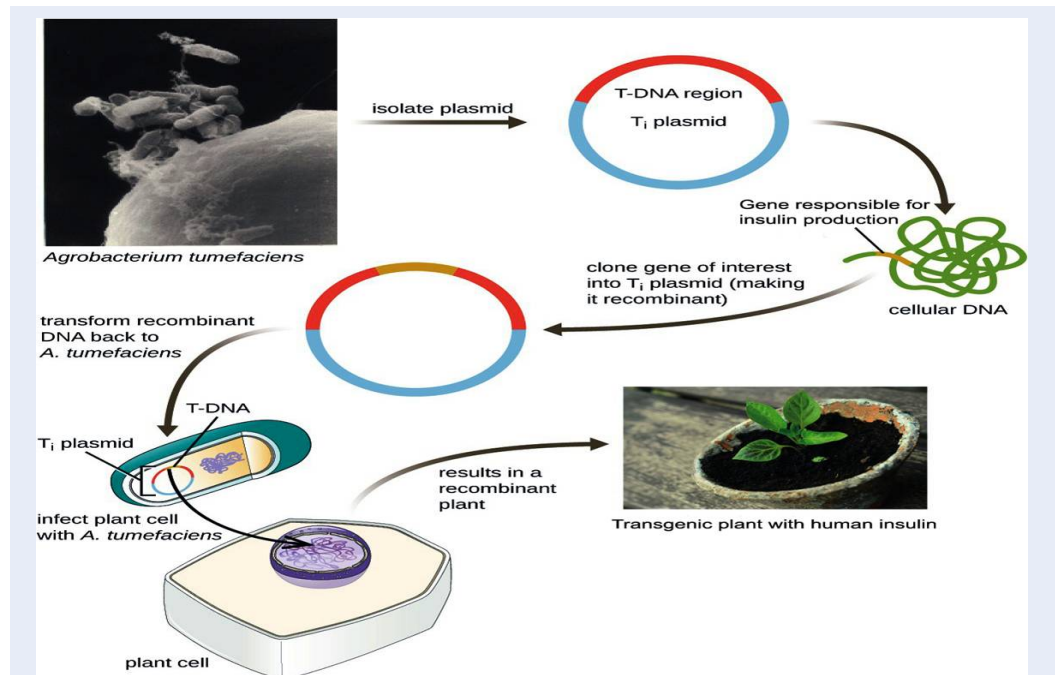 isolate plasmid
T-DNA region
Ti plasmid
Agrobacterium tumefaciens
Gene responsible for
insulin production
cellular DNA
clone gene of interest
into Ti plasmid (making
it recombinant)
transform recombinant
DNA back to
A. tumefaciens
T-DNA
Ti plasmid
infect plant cell
with A. tumefaciens
plant cell
results in a
recombinant
plant
Transgenic plant with human insulin